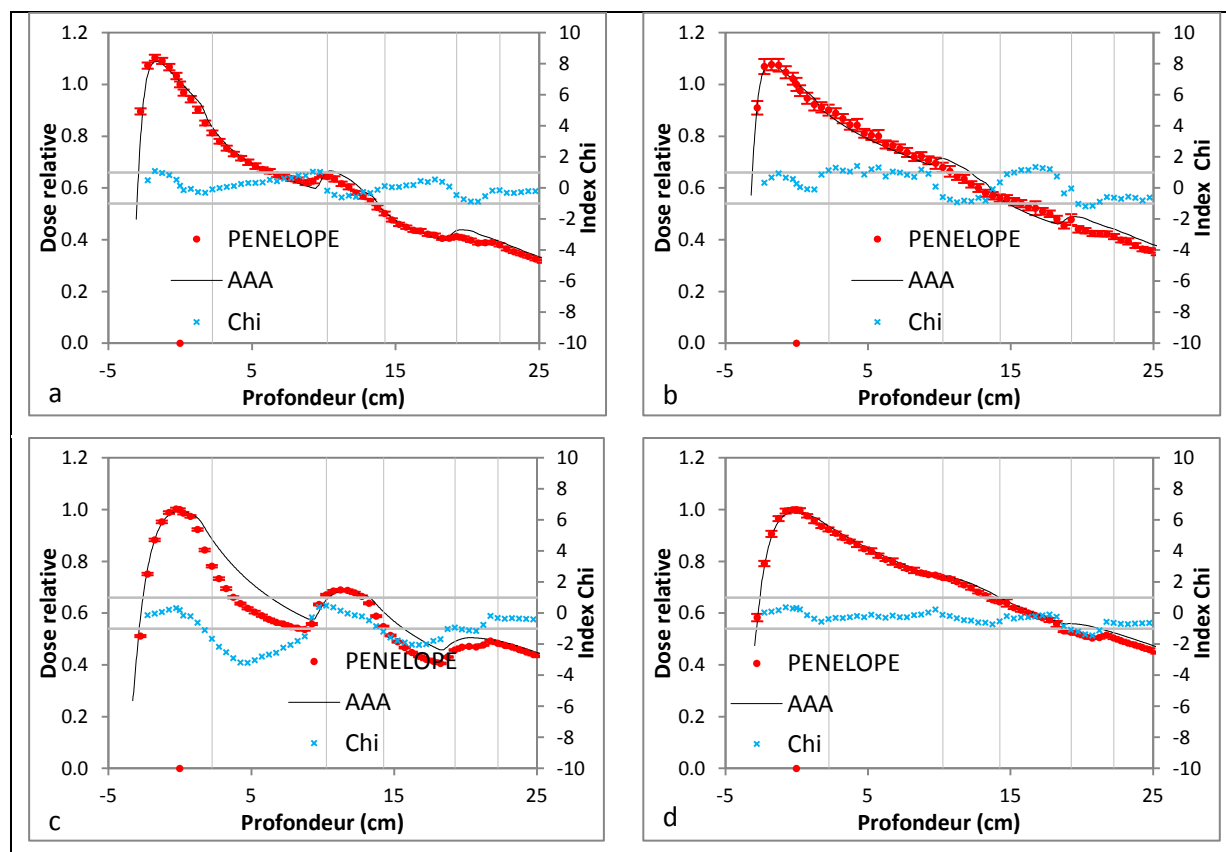 Dose relative
1.2
1.0
0.8
0.6
0.4
0.2
0.0
PENELOPE
AAA
Chi
10
8
6
4
2
0
-2
-4
-6
-8
-10
Index Chi
-5 5 15 25
Profondeur (cm)
a
Dose relative
1.2
1.0
0.8
0.6
0.4
0.2
0.0
PENELOPE
AAA
Chi
10
8
6
4
2
0
-2
-4
-6
-8
-10
Index Chi
-5 5 15 25
Profondeur (cm)
b
Dose relative
1.2
1.0
0.8
0.6
0.4
0.2
0.0
PENELOPE
AAA
Chi
10
8
6
4
2
0
-2
-4
-6
-8
-10
Index Chi
-5 5 15 25
Profondeur (cm)
c
Dose relative
1.2
1.0
0.8
0.6
0.4
0.2
0.0
PENELOPE
AAA
Chi
10
8
6
4
2
0
-2
-4
-6
-8
-10
Index Chi
-5 5 15 25
Profondeur (cm)
d